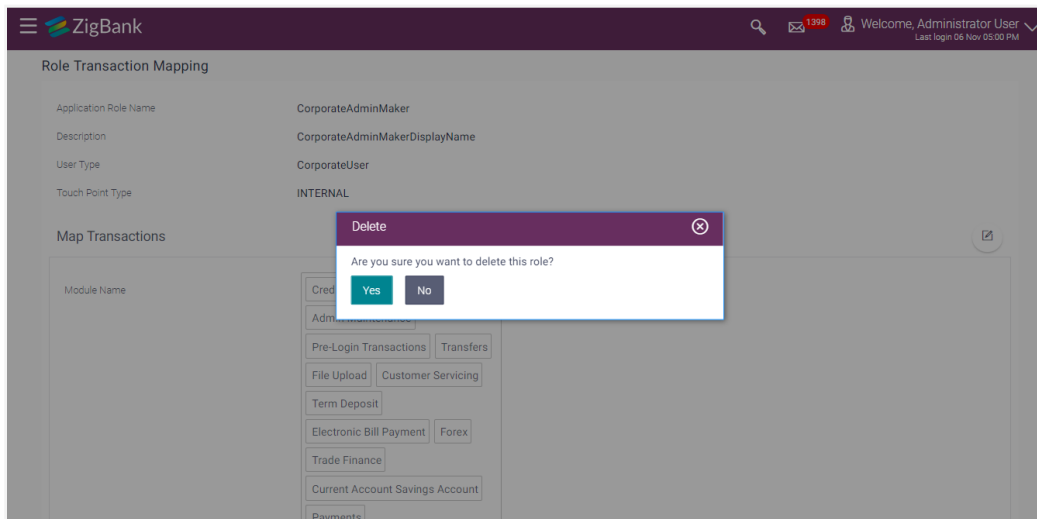 ZigBank
1398
Welcome, Administrator User
Last login 06 Nov 05:00 PM
Role Transaction Mapping
Application Role Name CorporateAdminMaker
Description CorporateAdminMakerDisplayName
User Type CorporateUser
Touch Point Type INTERNAL
Delete
Map Transactions
Are you sure you want to delete this role?
Yes No
Module Name
Pre-Login Transactions Transfers
File Upload Customer Servicing
Term Deposit
Electronic Bill Payment Forex
Trade Finance
Current Account Savings Account
Payments